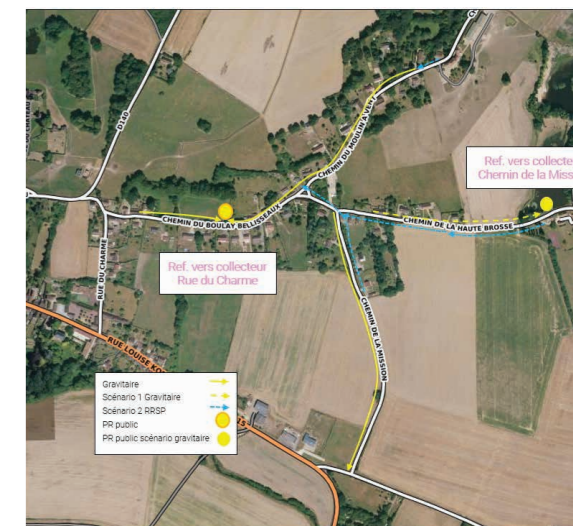 D140
CHEMIN DU MOULIN A VERT
Ref. vers collecte
Chemin de la Miss
CHEMIN DU BOULAY BELLISSEAUX
CHEMIN DE LA HAUTE BROSSE
RUE DU CHARME
Ref. vers collecteur
Rue du Charme
CHEMIN DE LA MISSION
RUE LOUISE KO
Gravitaire
Scénario 1 Gravitaire
Scénario 2 RRSP
PR public
PR public scénario gravitaire